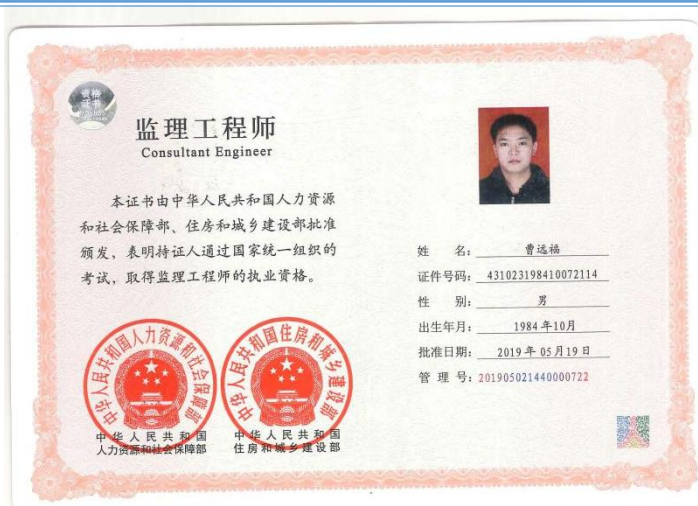 资格
证书
监理工程师
Consultant Engineer
本证书由中华人民共和国人力资源
和社会保障部、住房和城乡建设部批准
颁发，表明持证人通过国家统一组织的
考试，取得监理工程师的执业资格。
姓 名：曹远福
证件号码：431023198410072114
性 别：男
出生年月：1984年10月
批准日期：2019年05月19日
管 理 号：201905021440000722
中华人民共和国人力资源和社会保障部
中华人民共和国住房和城乡建设部
中华人民共和国
人力资源和社会保障部
中华人民共和国
住房和城乡建设部